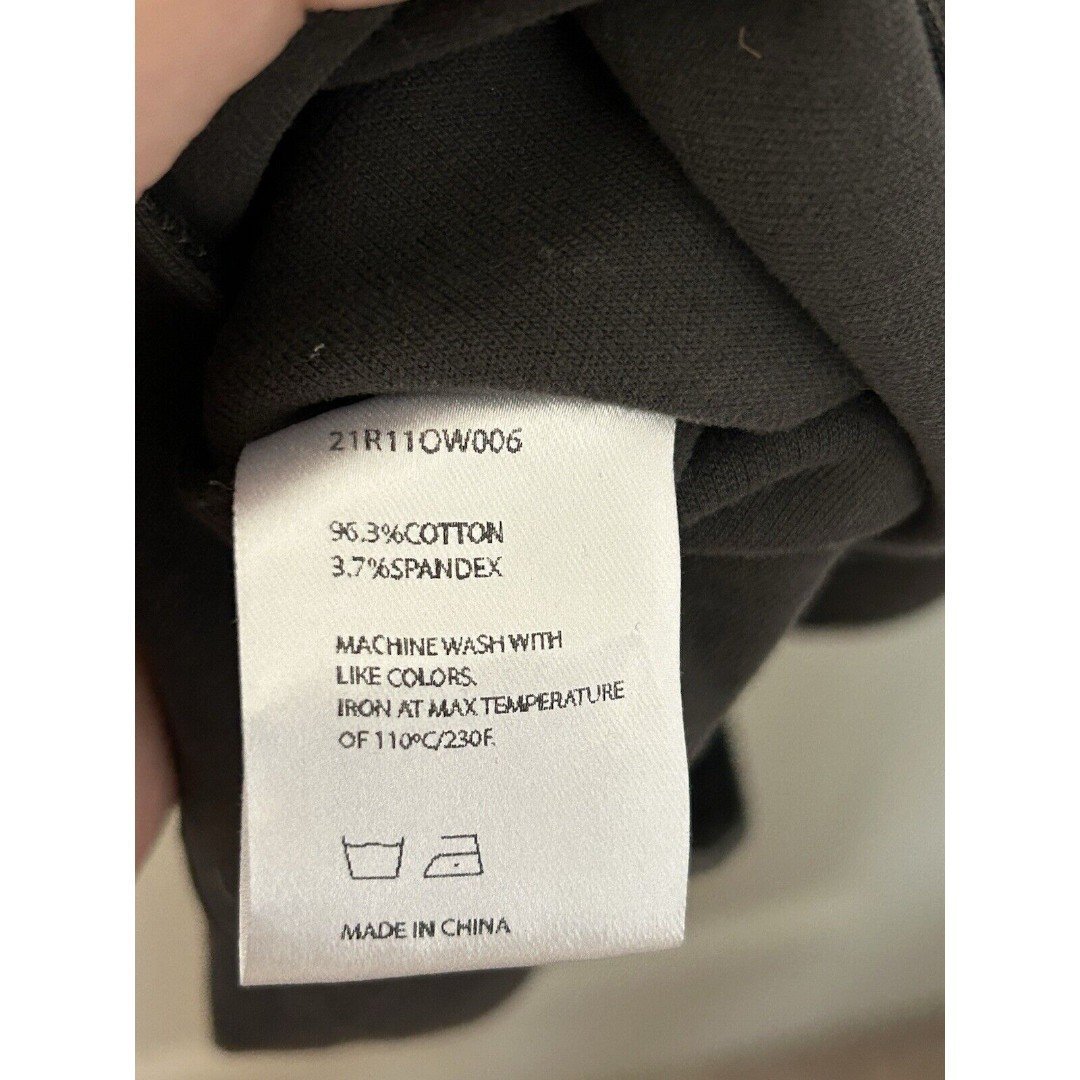 21R11OW006
96.3%COTTON
3.7%SPANDEX
MACHINE WASH WITH
LIKE COLORS.
IRON AT MAX TEMPERATURE
OF 110ºC/230F.
MADE IN CHINA